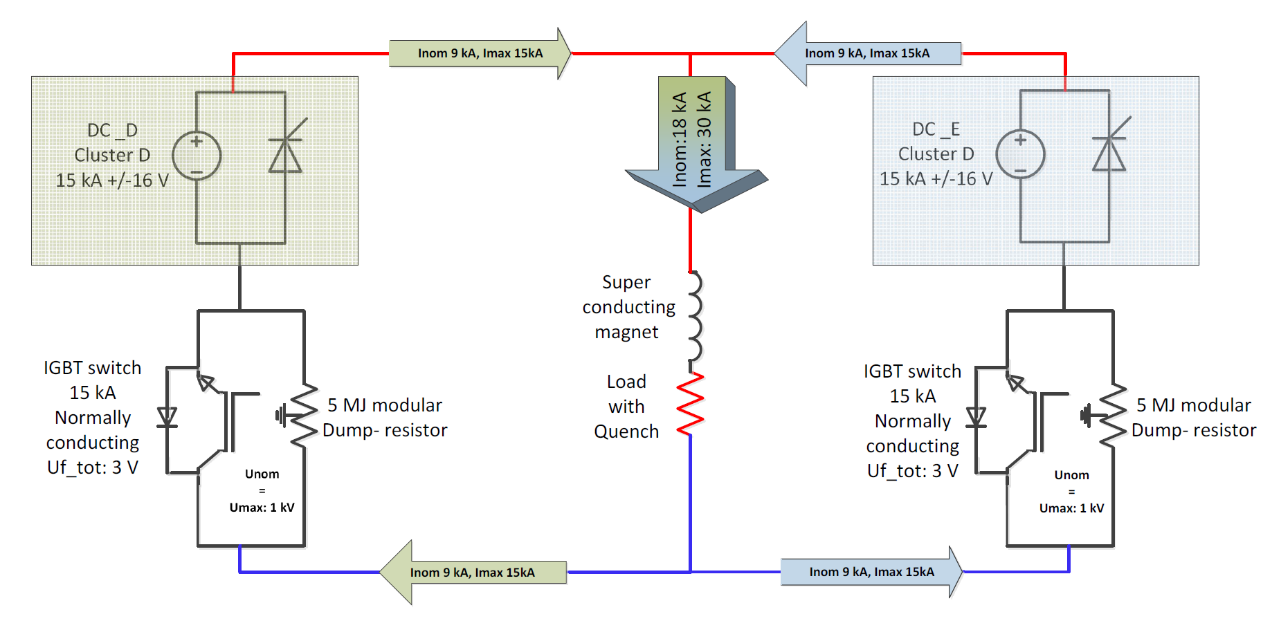 Inom 9 kA, Imax 15kA
Inom 9 kA, Imax 15kA
DC _D
Cluster D
15 kA +/-16 V
Inom:18 kA
Imax: 30 kA
DC _E
Cluster D
15 kA +/-16 V
Super
conducting
magnet
Load
with
Quench
IGBT switch
15 kA
Normally
conducting
Uf_tot: 3 V
5 MJ modular
Dump- resistor
Unom
=
Umax: 1 kV
IGBT switch
15 kA
Normally
conducting
Uf_tot: 3 V
5 MJ modular
Dump- resistor
Unom
=
Umax: 1 kV
Inom 9 kA, Imax 15kA
Inom 9 kA, Imax 15kA